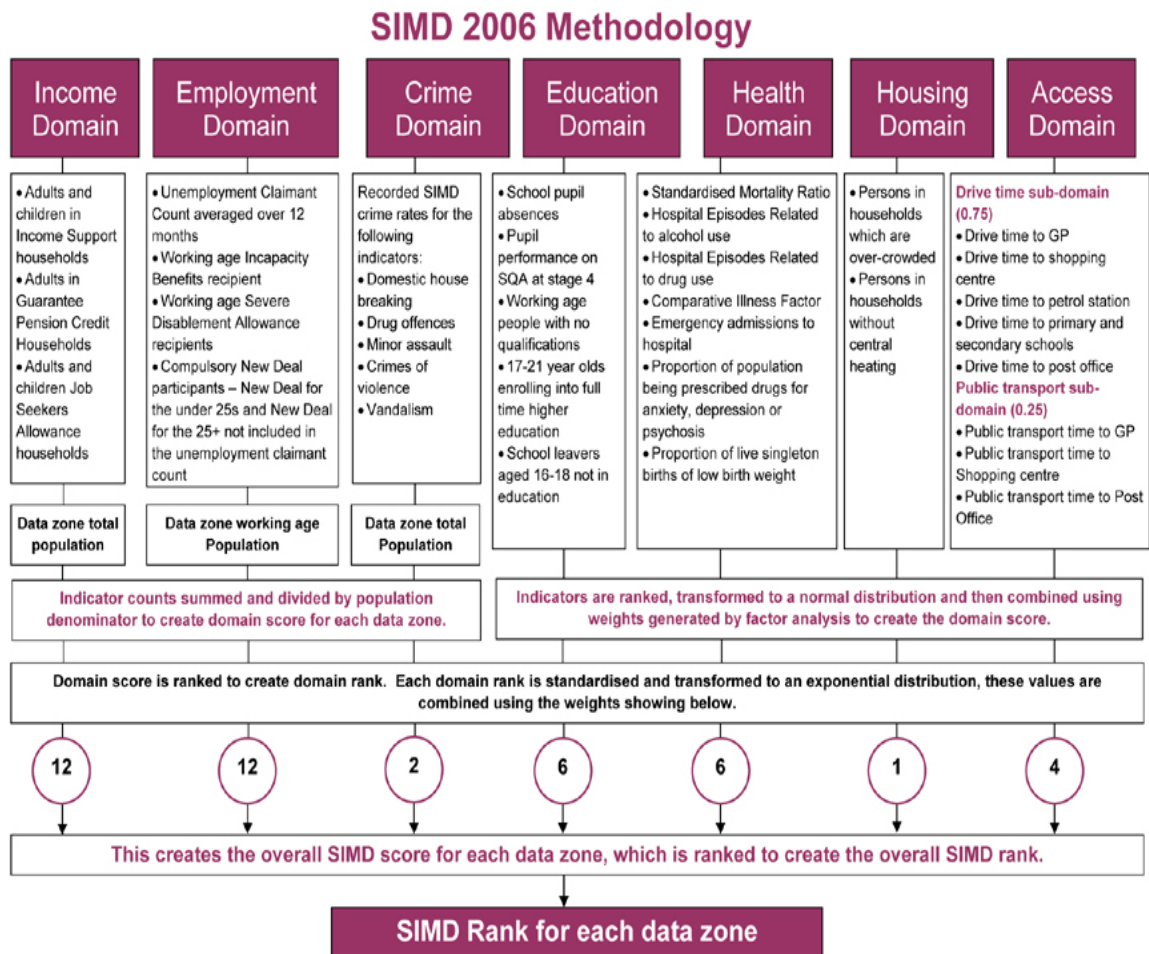 SIMD 2006 Methodology
Income
Domain
Employment
Domain
Crime
Domain
Education
Domain
Health
Domain
Housing
Domain
Access
Domain
• Adults and
children in
Income Support
households
• Adults in
Guarantee
Pension Credit
Households
• Adults and
children Job
Seekers
Allowance
households
• Unemployment Claimant
Count averaged over 12
months
• Working age Incapacity
Benefits recipient
• Working age Severe
Disablement Allowance
recipients
• Compulsory New Deal
participants – New Deal for
the under 25s and New Deal
for the 25+ not included in
the unemployment claimant
count
Recorded SIMD
crime rates for the
following
indicators:
• Domestic house
breaking
• Drug offences
• Minor assault
• Crimes of
violence
• Vandalism
• School pupil
absences
• Pupil
performance on
SQA at stage 4
• Working age
people with no
qualifications
• 17-21 year olds
enrolling into full
time higher
education
• School leavers
aged 16-18 not in
education
• Standardised Mortality Ratio
• Hospital Episodes Related
to alcohol use
• Hospital Episodes Related
to drug use
• Comparative Illness Factor
• Emergency admissions to
hospital
• Proportion of population
being prescribed drugs for
anxiety, depression or
psychosis
• Proportion of live singleton
births of low birth weight
• Persons in
households
which are
over-crowded
• Persons in
households
without
central
heating
Drive time sub-domain
(0.75)
• Drive time to GP
• Drive time to shopping
centre
• Drive time to petrol station
• Drive time to primary and
secondary schools
• Drive time to post office
Public transport sub-
domain (0.25)
• Public transport time to GP
• Public transport time to
Shopping centre
• Public transport time to Post
Office
Data zone total
population
Data zone working age
Population
Data zone total
Population
Indicator counts summed and divided by population
denominator to create domain score for each data zone.
Indicators are ranked, transformed to a normal distribution and then combined using
weights generated by factor analysis to create the domain score.
Domain score is ranked to create domain rank. Each domain rank is standardised and transformed to an exponential distribution, these values are
combined using the weights showing below.
12
12
2
6
6
1
4
This creates the overall SIMD score for each data zone, which is ranked to create the overall SIMD rank.
SIMD Rank for each data zone